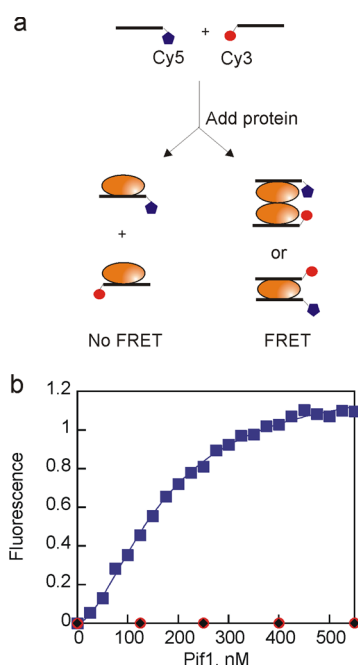 a
+
Cy5 Cy3
Add protein
+
or
No FRET FRET
b
1.2
1
0.8
0.6
0.4
0.2
0
Fluorescence
0 100 200 300 400 500
Pif1, nM